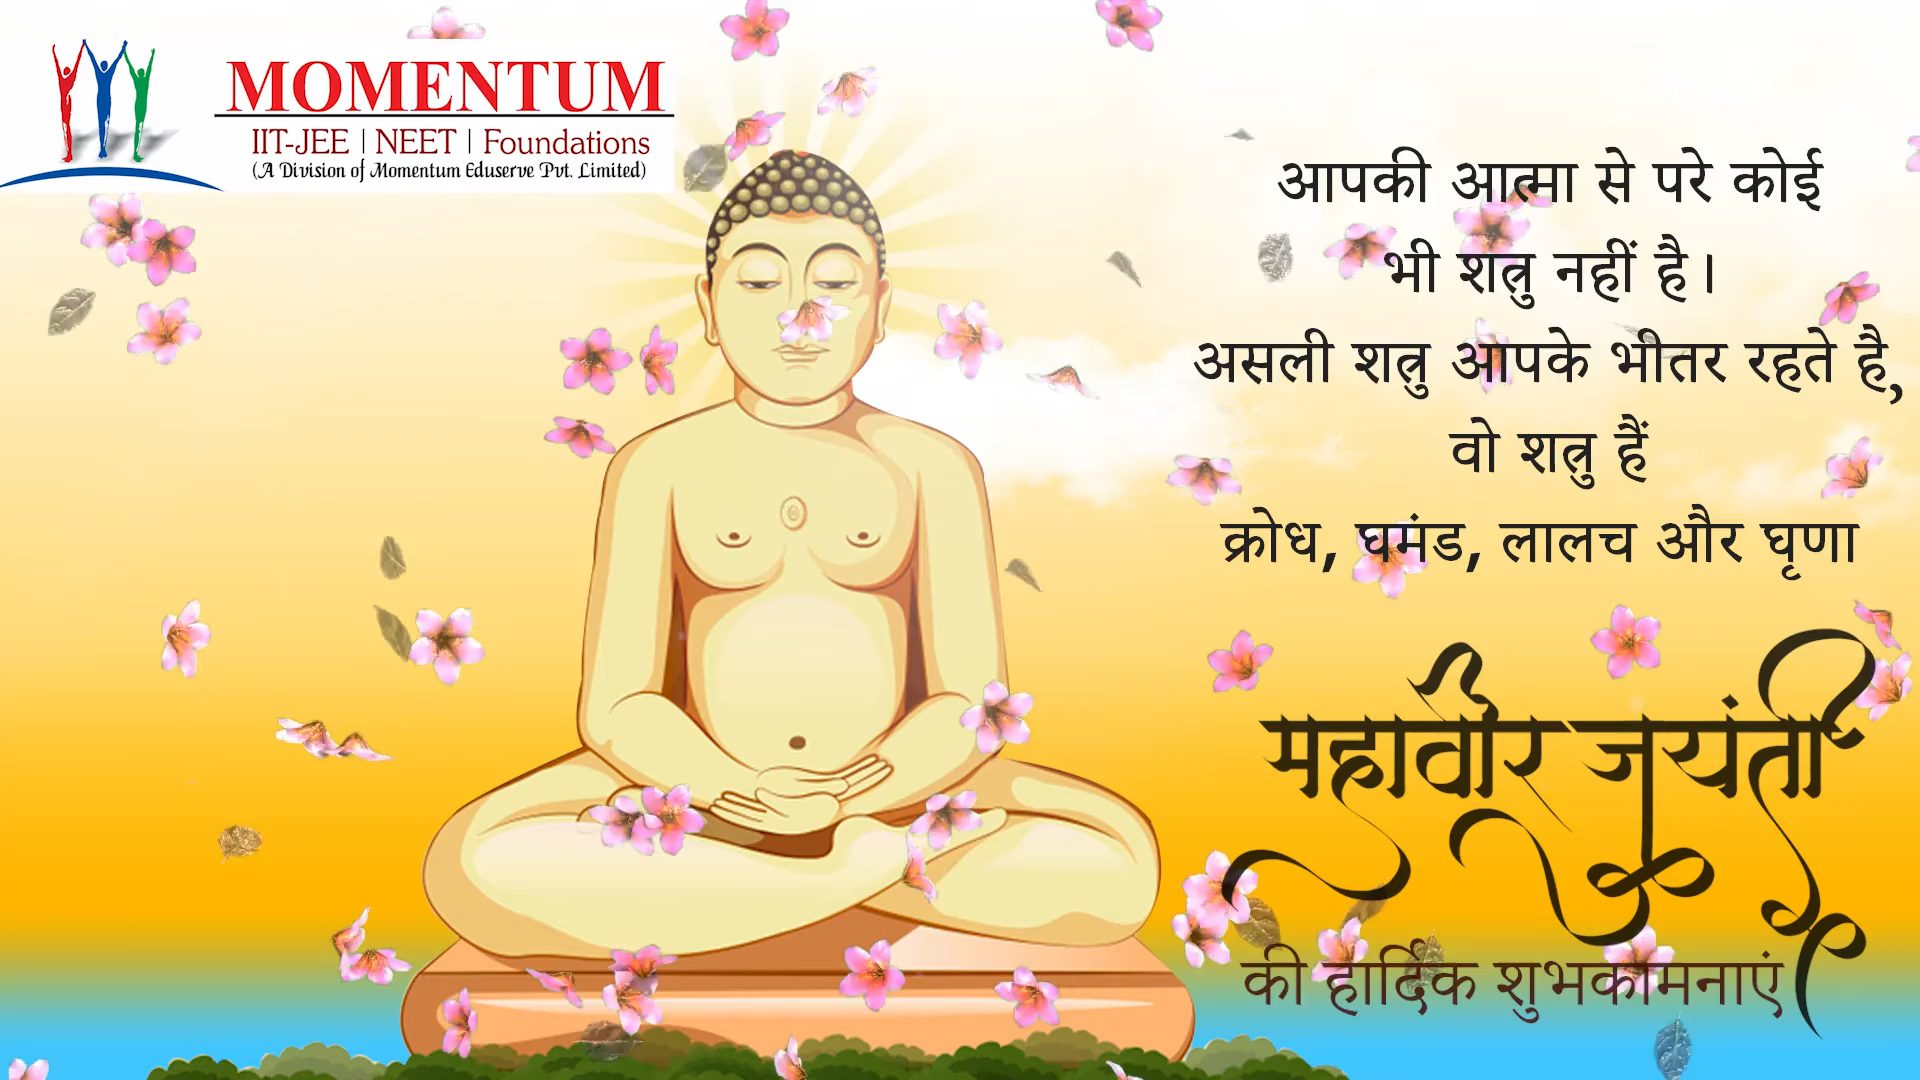 MOMENTUM
IIT-JEE | NEET | Foundations
(A Division of Momentum Eduserve Pvt. Limited)
आपकी आत्मा से परे कोई
भी शत्रु नहीं है।
असली शत्रु आपके भीतर रहते है,
वो शत्रु हैं
क्रोध, घमंड, लालच और घृणा
महावीर जयंती
की हार्दिक शुभकामनाएं